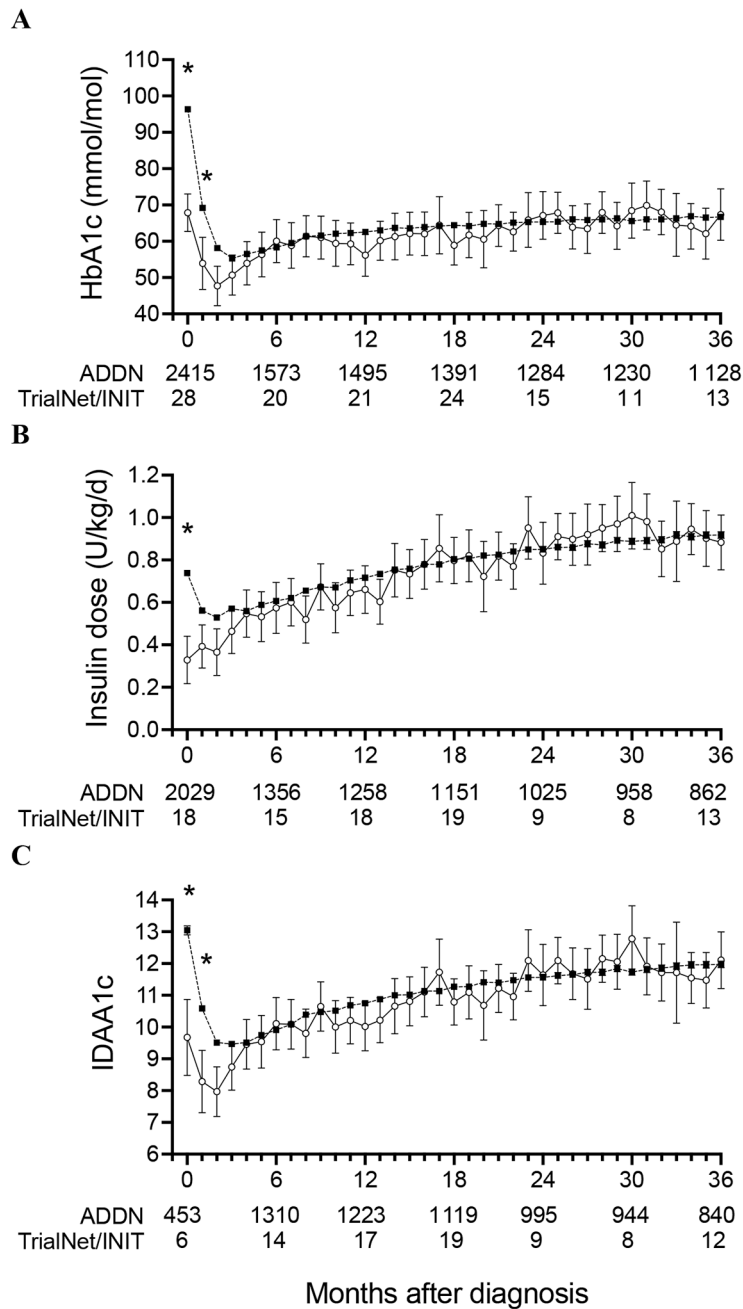 A
HbA1c (mmol/mol)
110
100
90
80
70
60
50
40
*
*
0 6 12 18 24 30 36
ADDN 2415 1573 1495 1391 1284 1230 1 128
TrialNet/INIT 28 20 21 24 15 11 13
B
Insulin dose (U/kg/d)
1.2
1.0
0.8
0.6
0.4
0.2
0.0
*
0 6 12 18 24 30 36
ADDN 2029 1356 1258 1151 1025 958 862
TrialNet/INIT 18 15 18 19 9 8 13
C
IDAA1c
14
13
12
11
10
9
8
7
6
*
*
0 6 12 18 24 30 36
ADDN 453 1310 1223 1119 995 944 840
TrialNet/INIT 6 14 17 19 9 8 12
Months after diagnosis